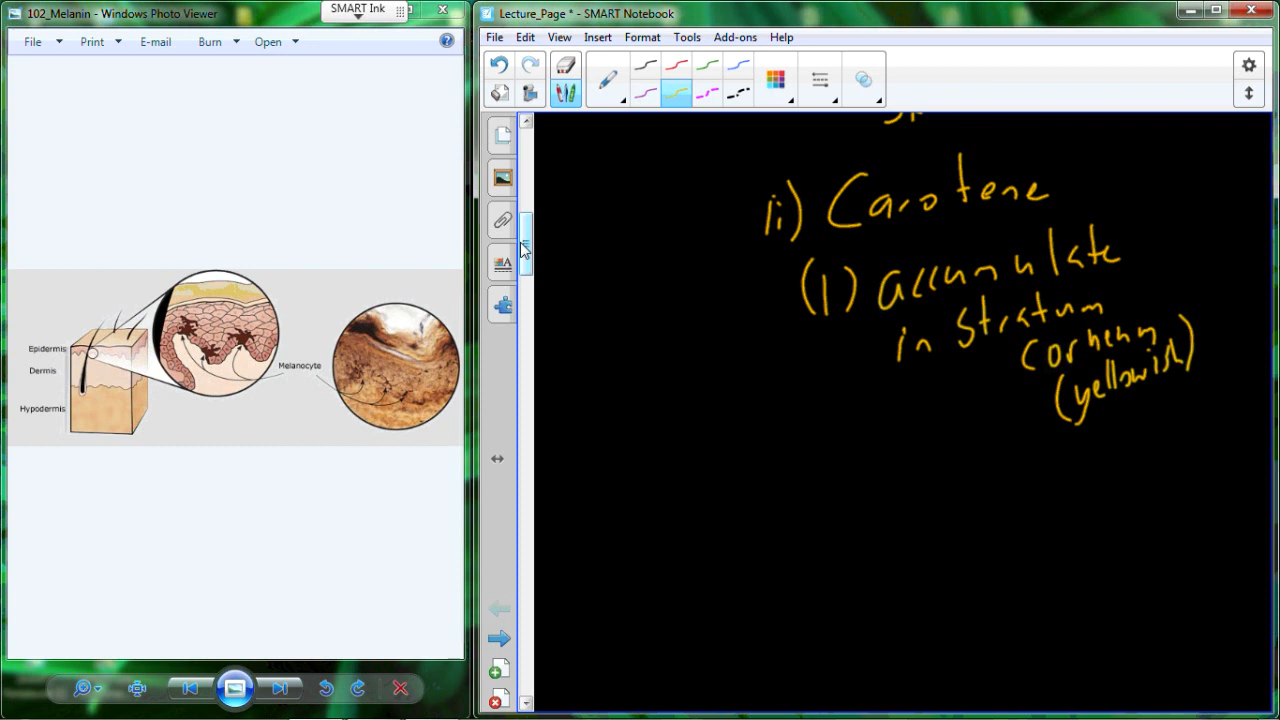 102_Melanin - Windows Photo Viewer
SMART Ink
File Print E-mail Burn Open
Epidermis
Dermis
Hypodermis
Melanocyte
Lecture_Page * - SMART Notebook
File Edit View Insert Format Tools Add-ons Help
ii) Carotene
(1) accumulate
in stratum
corneum
(yellowish)